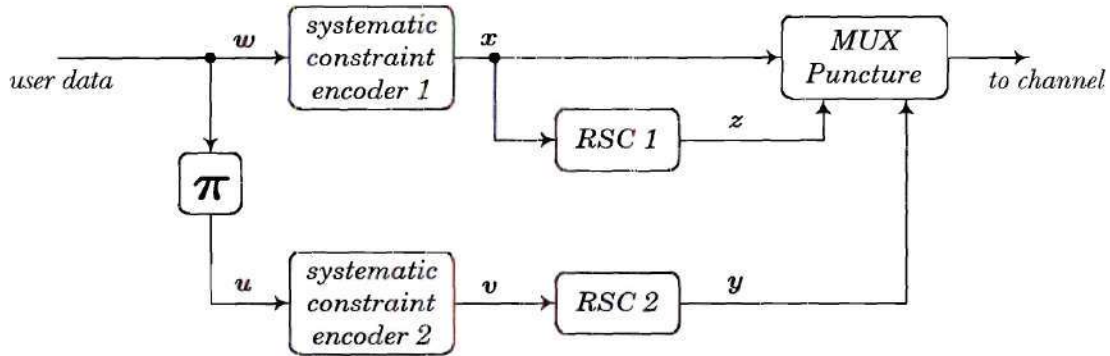 user data
w
systematic
constraint
encoder 1
x
MUX
Puncture
to channel
RSC 1
z
π
u
systematic
constraint
encoder 2
v
RSC 2
y